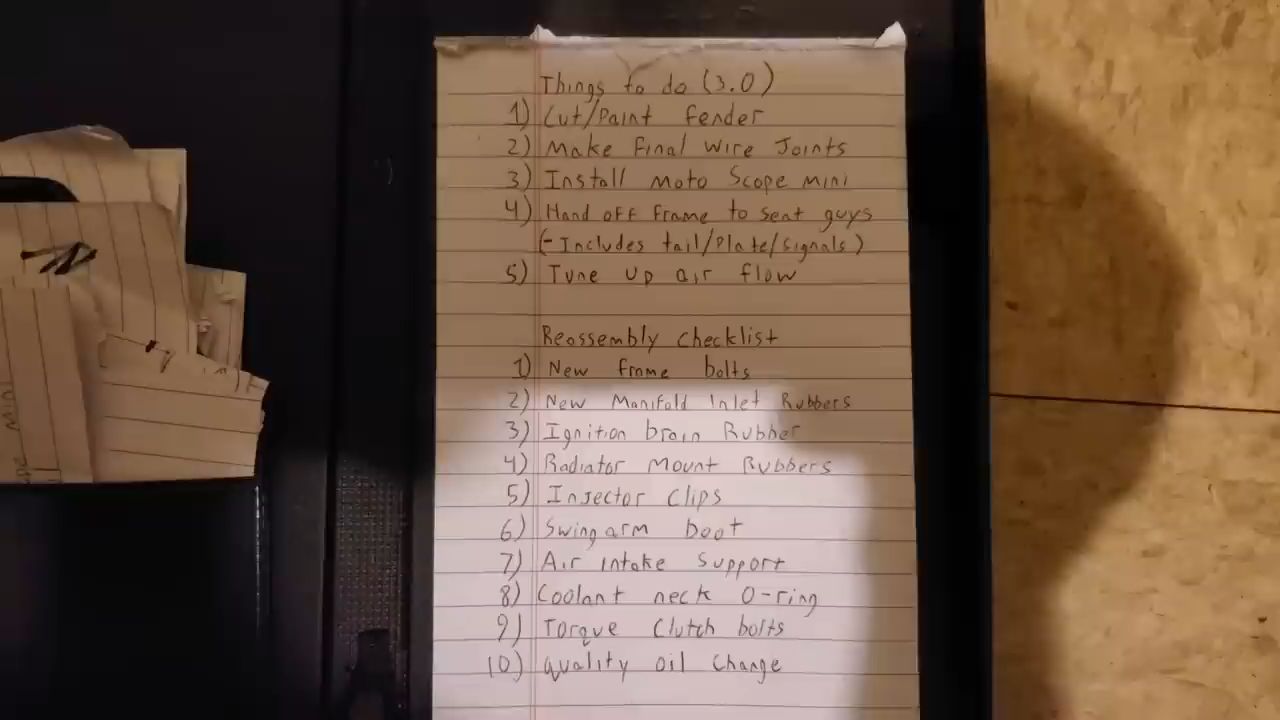 Things to do (3.0)
1) Cut/Paint fender
2) Make Final Wire Joints
3) Install Moto Scope mini
4) Hand off Frame to seat guys
(- Includes tail/Plate/signals)
5) Tune up air flow
Reassembly checklist
1) New frame bolts
2) New Manifold Inlet Rubbers
3) Ignition brain Rubber
4) Radiator Mount Rubbers
5) Injector Clips
6) Swingarm boot
7) Air intake support
8) Coolant neck O-ring
9) Torque Clutch bolts
10) Quality oil Change